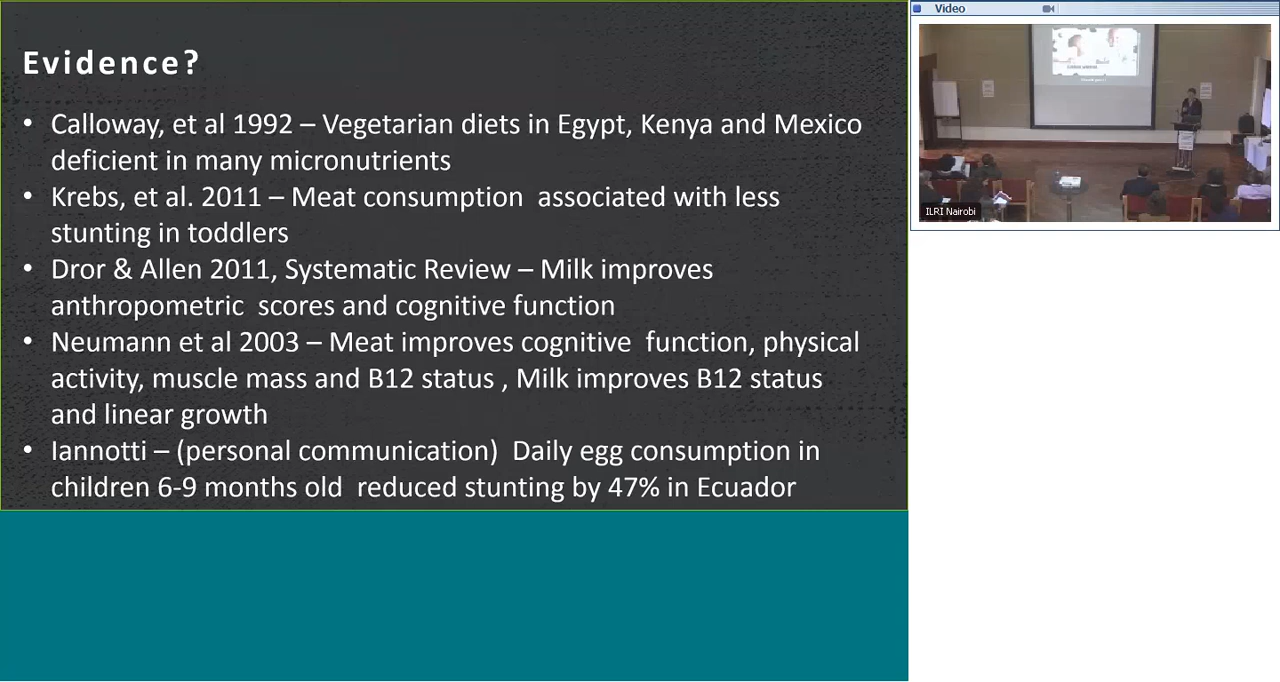 Evidence?
• Calloway, et al 1992 – Vegetarian diets in Egypt, Kenya and Mexico
deficient in many micronutrients
• Krebs, et al. 2011 – Meat consumption associated with less
stunting in toddlers
• Dror & Allen 2011, Systematic Review – Milk improves
anthropometric scores and cognitive function
• Neumann et al 2003 – Meat improves cognitive function, physical
activity, muscle mass and B12 status , Milk improves B12 status
and linear growth
• Iannotti – (personal communication) Daily egg consumption in
children 6-9 months old reduced stunting by 47% in Ecuador
Video
ILRI Nairobi